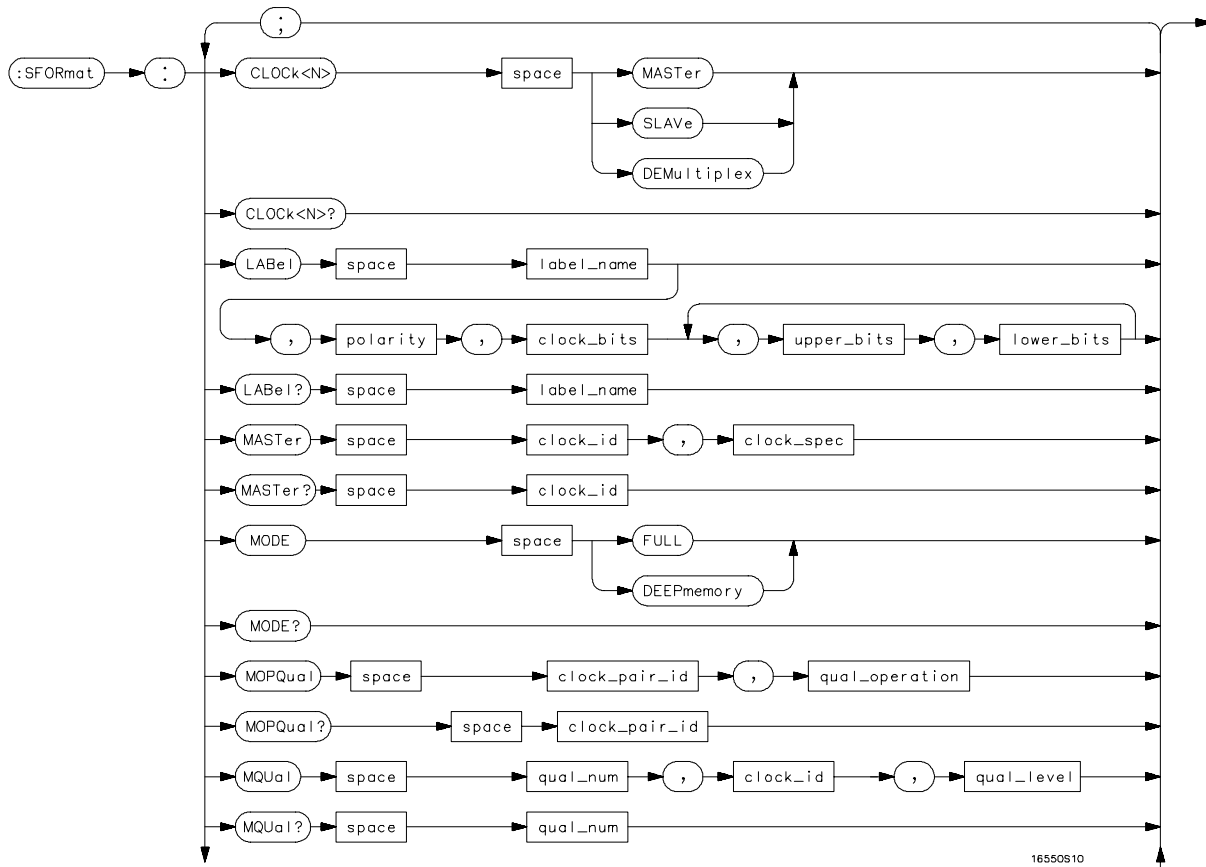 ;
:SFORmat : CLOCk<N> space MASTer
SLAVe
DEMultiplex
CLOCk<N>?
LABel space label_name
, polarity , clock_bits , upper_bits , lower_bits
LABel? space label_name
MASTer space clock_id , clock_spec
MASTer? space clock_id
MODE space FULL
DEEPmemory
MODE?
MOPQual space clock_pair_id , qual_operation
MOPQual? space clock_pair_id
MQUal space qual_num , clock_id , qual_level
MQUal? space qual_num
16550S10